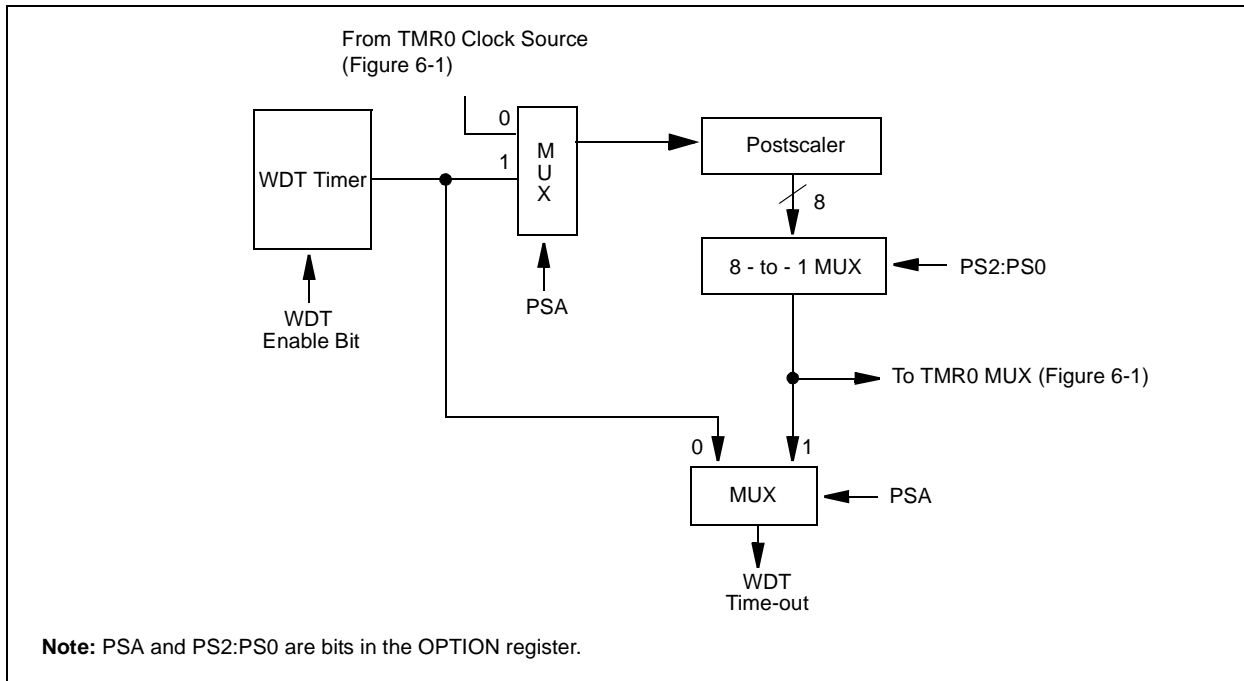 From TMR0 Clock Source
(Figure 6-1)
0
1
M
U
X
WDT Timer
Postscaler
8
8 - to - 1 MUX
PS2:PS0
PSA
WDT
Enable Bit
To TMR0 MUX (Figure 6-1)
0
1
MUX
PSA
WDT
Time-out
Note: PSA and PS2:PS0 are bits in the OPTION register.